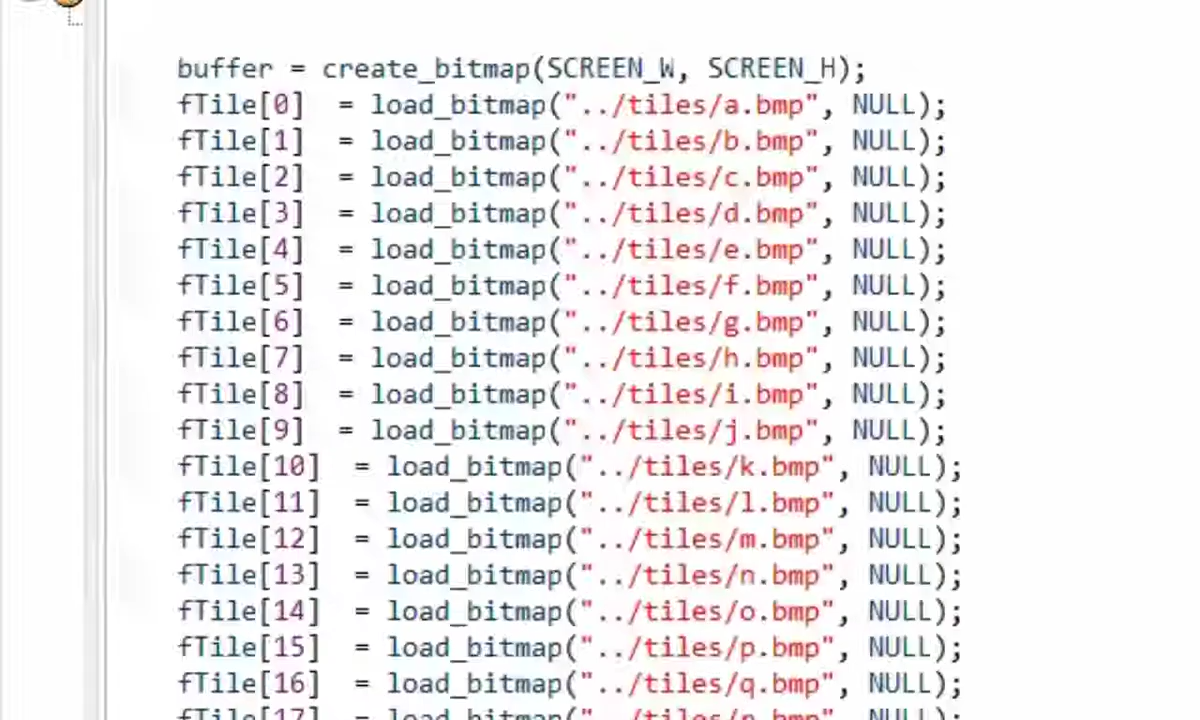 buffer = create_bitmap(SCREEN_W, SCREEN_H);
fTile[0]  = load_bitmap("../tiles/a.bmp", NULL);
fTile[1]  = load_bitmap("../tiles/b.bmp", NULL);
fTile[2]  = load_bitmap("../tiles/c.bmp", NULL);
fTile[3]  = load_bitmap("../tiles/d.bmp", NULL);
fTile[4]  = load_bitmap("../tiles/e.bmp", NULL);
fTile[5]  = load_bitmap("../tiles/f.bmp", NULL);
fTile[6]  = load_bitmap("../tiles/g.bmp", NULL);
fTile[7]  = load_bitmap("../tiles/h.bmp", NULL);
fTile[8]  = load_bitmap("../tiles/i.bmp", NULL);
fTile[9]  = load_bitmap("../tiles/j.bmp", NULL);
fTile[10]  = load_bitmap("../tiles/k.bmp", NULL);
fTile[11]  = load_bitmap("../tiles/l.bmp", NULL);
fTile[12]  = load_bitmap("../tiles/m.bmp", NULL);
fTile[13]  = load_bitmap("../tiles/n.bmp", NULL);
fTile[14]  = load_bitmap("../tiles/o.bmp", NULL);
fTile[15]  = load_bitmap("../tiles/p.bmp", NULL);
fTile[16]  = load_bitmap("../tiles/q.bmp", NULL);